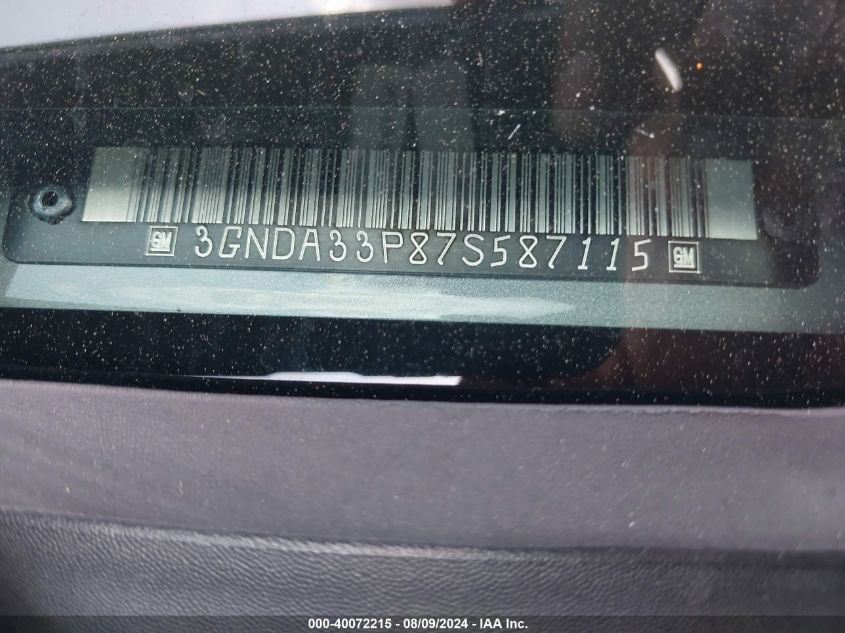 GM 3GNDA33P87S587115 GM
000-40072215 - 08/09/2024 - IAA Inc.